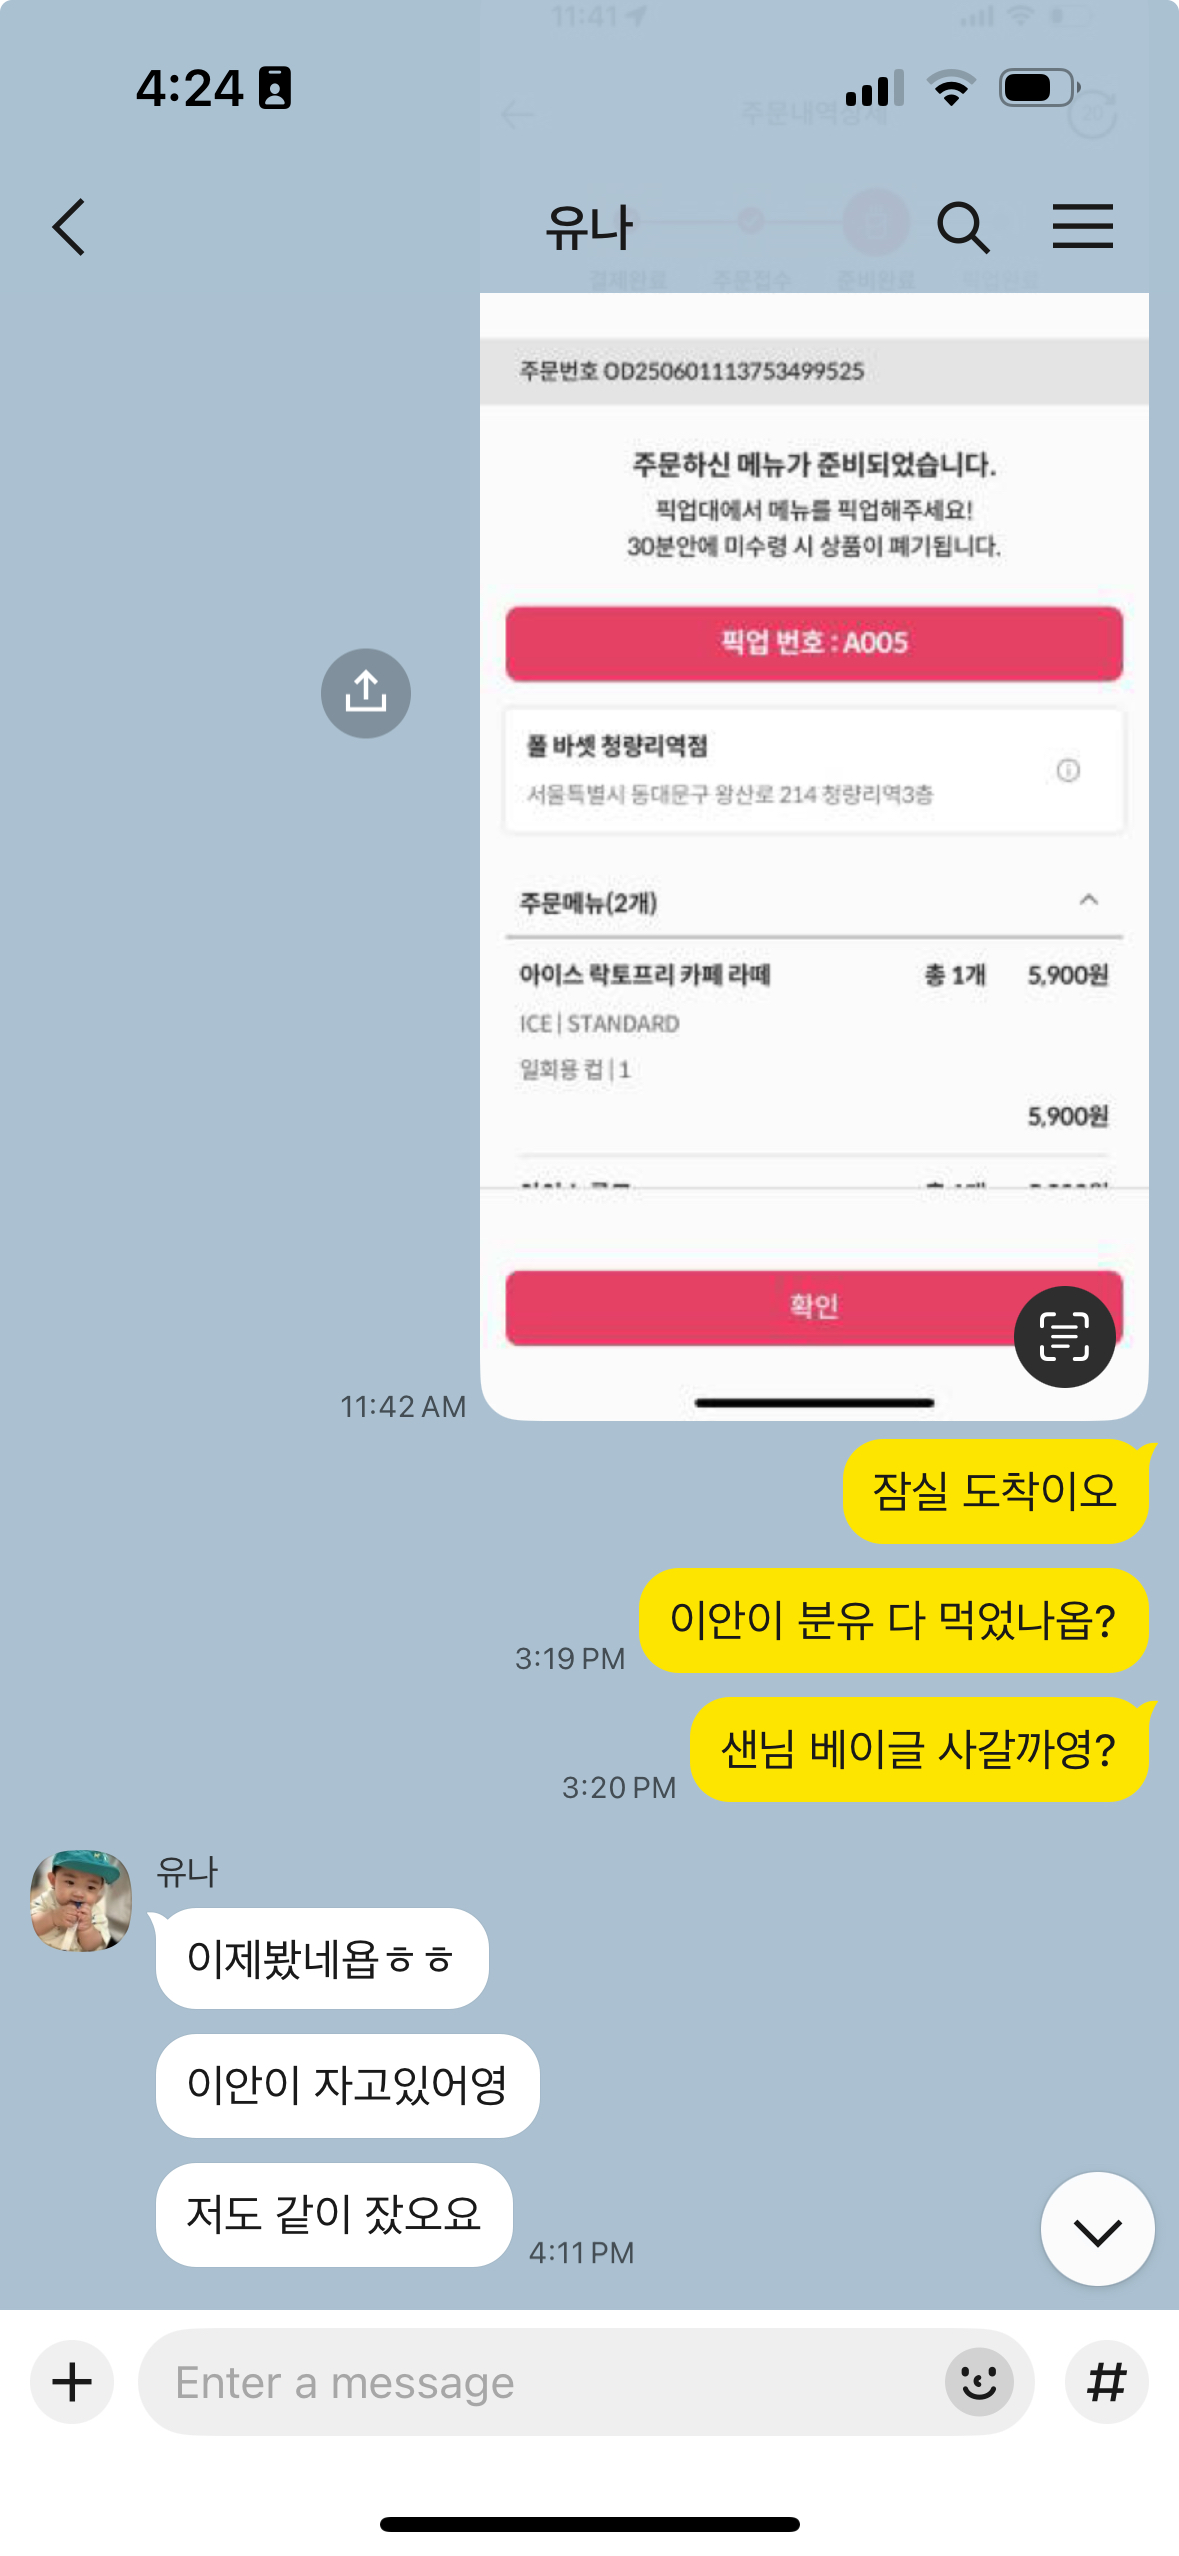 11:41
4:24
주문내역상세
20
유나
결제완료 주문접수 준비완료 픽업완료
주문번호 OD250601113753499525
주문하신 메뉴가 준비되었습니다.
픽업대에서 메뉴를 픽업해주세요!
30분안에 미수령 시 상품이 폐기됩니다.
픽업 번호 : A005
폴 바셋 청량리역점
서울특별시 동대문구 왕산로 214 청량리역3층
주문메뉴(2개)
아이스 락토프리 카페 라떼 총 1개 5,900원
ICE | STANDARD
일회용 컵 | 1
5,900원
확인
11:42 AM
잠실 도착이오
이안이 분유 다 먹었나옵?
3:19 PM
샌님 베이글 사갈까영?
3:20 PM
유나
이제봤네욥ㅎㅎ
이안이 자고있어영
저도 같이 잤오요
4:11 PM
Enter a message
#